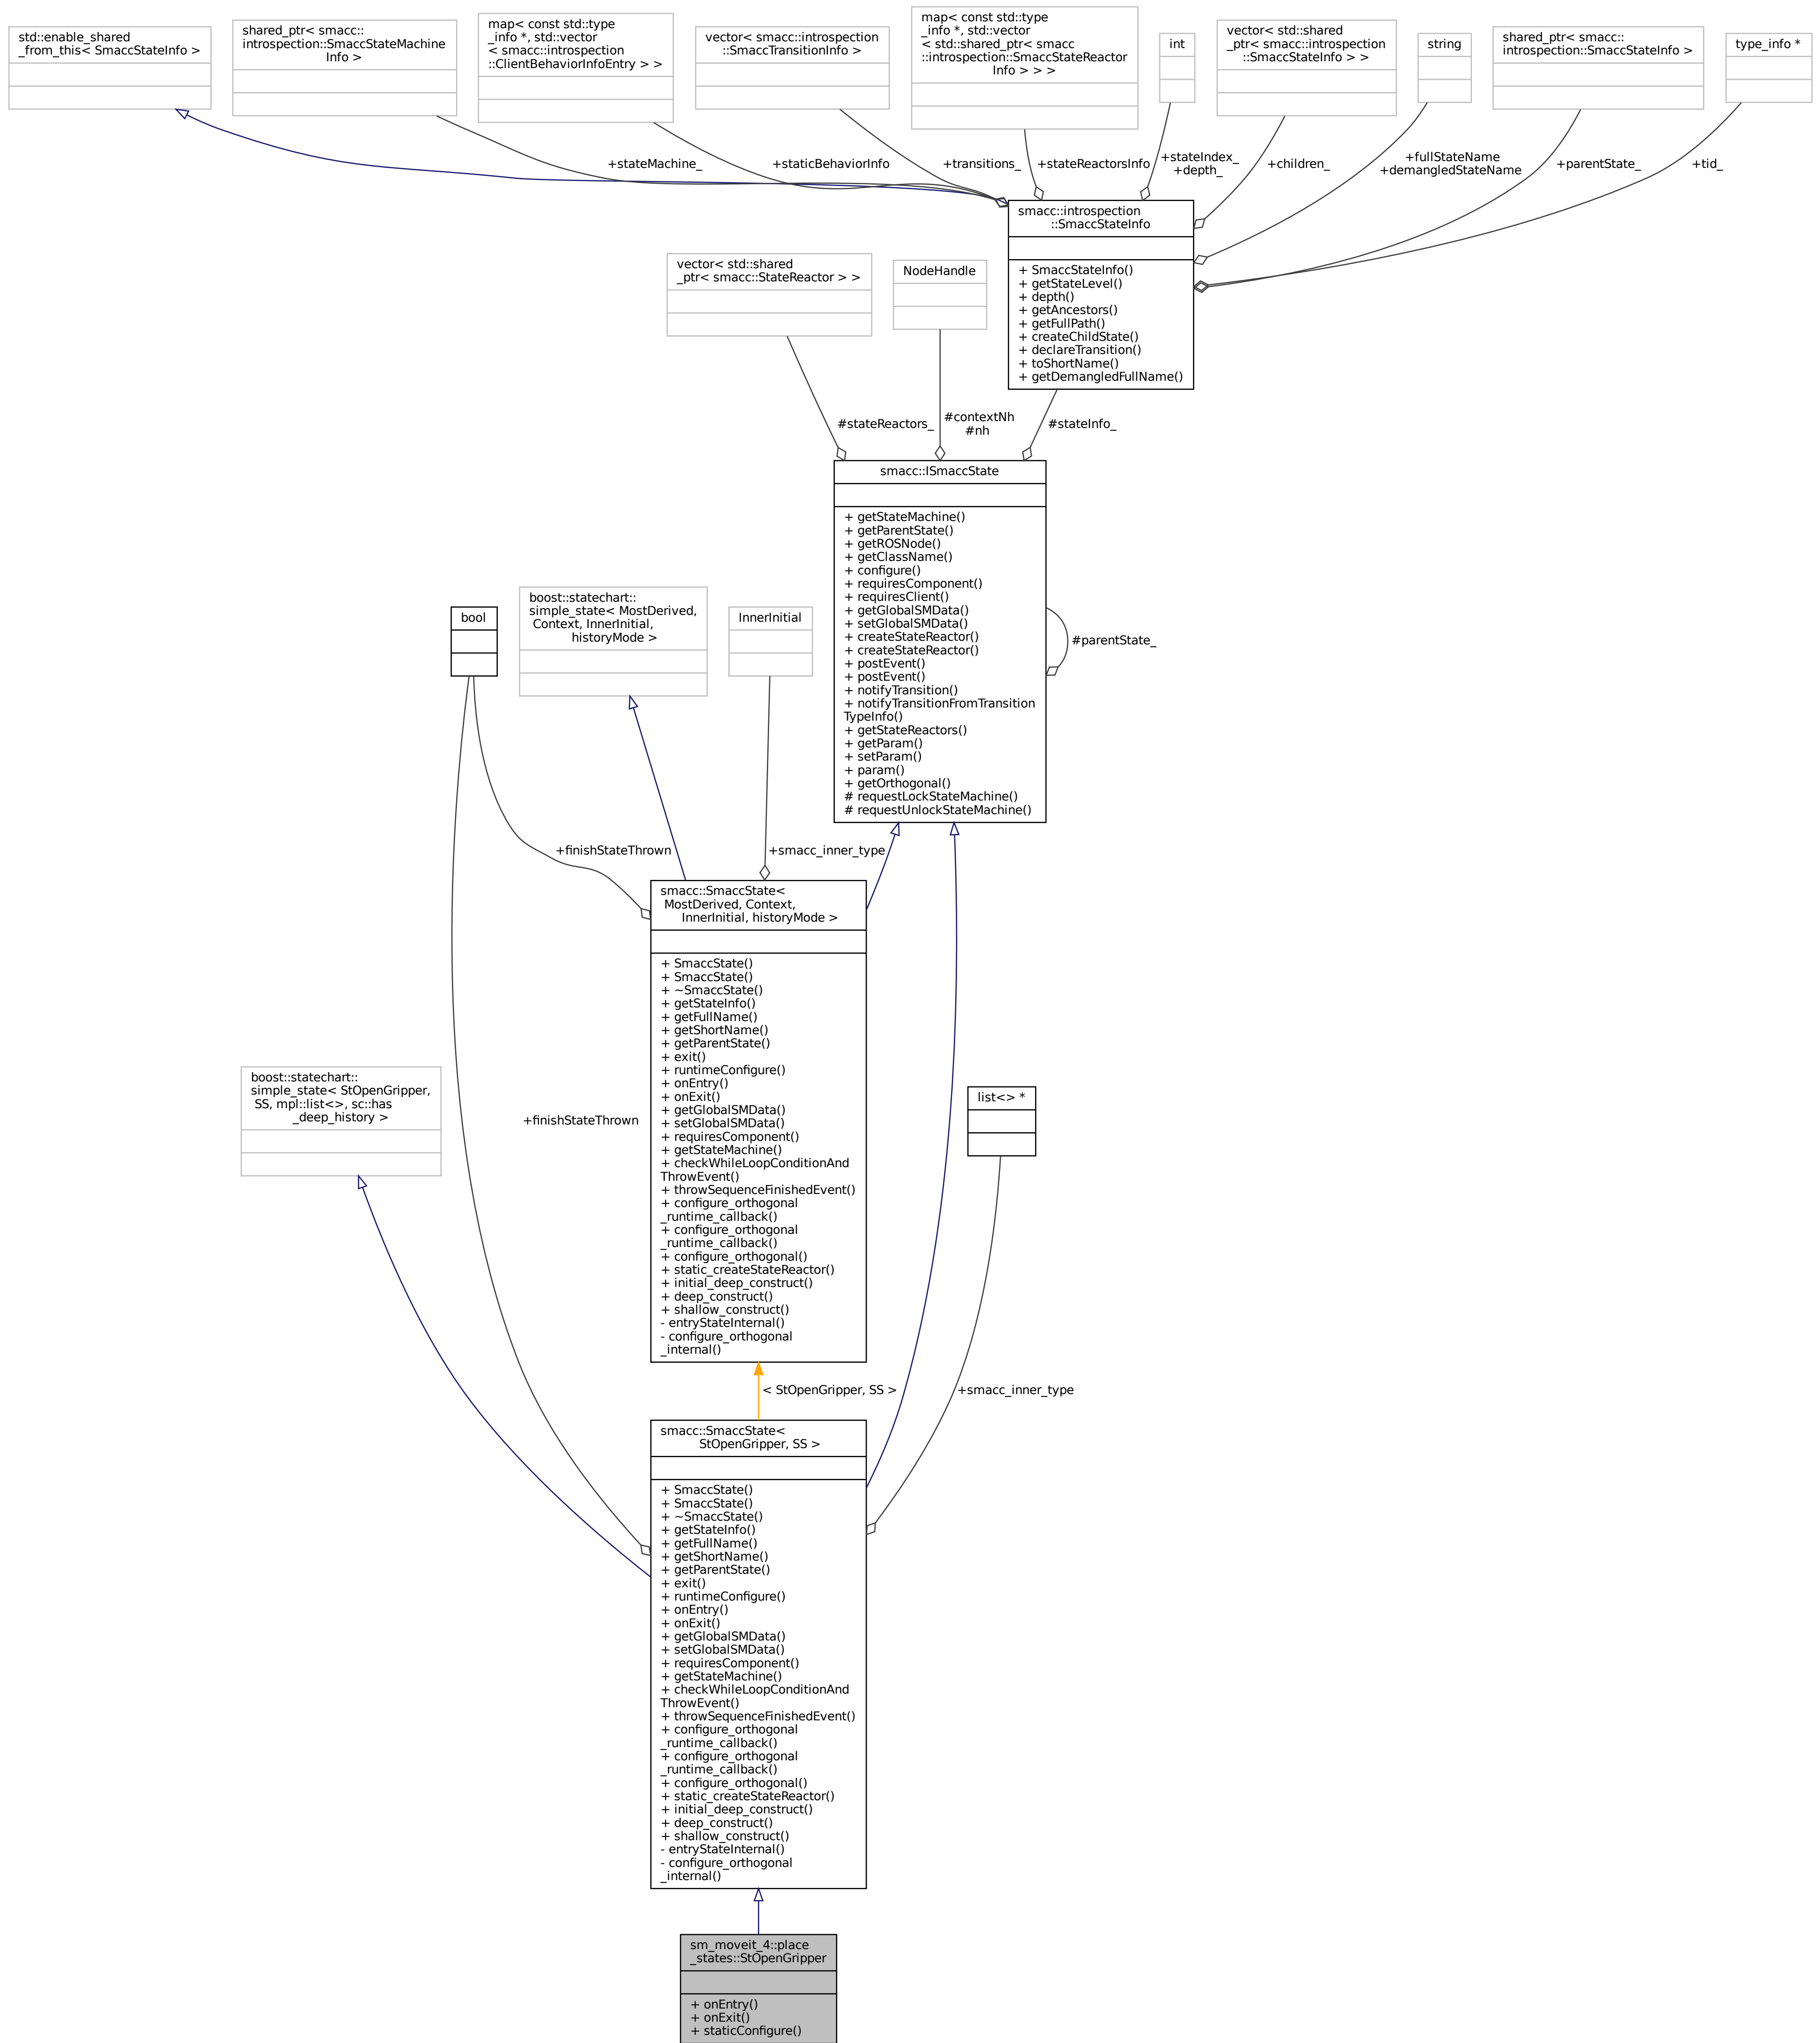 std::enable_shared
_from_this< SmaccStateInfo >
shared_ptr< smacc::
introspection::SmaccStateMachine
Info >
map< const std::type
_info *, std::vector
< smacc::introspection
::ClientBehaviorInfoEntry > >
vector< smacc::introspection
::SmaccTransitionInfo >
map< const std::type
_info *, std::vector
< std::shared_ptr< smacc
::introspection::SmaccStateReactor
Info > > >
int
vector< std::shared
_ptr< smacc::introspection
::SmaccStateInfo > >
string
shared_ptr< smacc::
introspection::SmaccStateInfo >
type_info *
+stateMachine_
+staticBehaviorInfo
+transitions_
+stateReactorsInfo
+stateIndex_
+depth_
+children_
+fullStateName
+demangledStateName
+parentState_
+tid_
smacc::introspection
::SmaccStateInfo
+ SmaccStateInfo()
+ getStateLevel()
+ depth()
+ getAncestors()
+ getFullPath()
+ createChildState()
+ declareTransition()
+ toShortName()
+ getDemangledFullName()
vector< std::shared
_ptr< smacc::StateReactor > >
NodeHandle
#stateReactors_
#contextNh
#nh
#stateInfo_
smacc::ISmaccState
+ getStateMachine()
+ getParentState()
+ getROSNode()
+ getClassName()
+ configure()
+ requiresComponent()
+ requiresClient()
+ getGlobalSMData()
+ setGlobalSMData()
+ createStateReactor()
+ createStateReactor()
+ postEvent()
+ postEvent()
+ notifyTransition()
+ notifyTransitionFromTransition
TypeInfo()
+ getStateReactors()
+ getParam()
+ setParam()
+ param()
+ getOrthogonal()
# requestLockStateMachine()
# requestUnlockStateMachine()
#parentState_
bool
boost::statechart::
simple_state< MostDerived,
Context, InnerInitial,
historyMode >
InnerInitial
+finishStateThrown
+smacc_inner_type
smacc::SmaccState<
MostDerived, Context,
InnerInitial, historyMode >
+ SmaccState()
+ SmaccState()
+ ~SmaccState()
+ getStateInfo()
+ getFullName()
+ getShortName()
+ getParentState()
+ exit()
+ runtimeConfigure()
+ onEntry()
+ onExit()
+ getGlobalSMData()
+ setGlobalSMData()
+ requiresComponent()
+ getStateMachine()
+ checkWhileLoopConditionAnd
ThrowEvent()
+ throwSequenceFinishedEvent()
+ configure_orthogonal
_runtime_callback()
+ configure_orthogonal
_runtime_callback()
+ configure_orthogonal()
+ static_createStateReactor()
+ initial_deep_construct()
+ deep_construct()
+ shallow_construct()
- entryStateInternal()
- configure_orthogonal
_internal()
boost::statechart::
simple_state< StOpenGripper,
SS, mpl::list<>, sc::has
_deep_history >
+finishStateThrown
list<> *
< StOpenGripper, SS >
+smacc_inner_type
smacc::SmaccState<
StOpenGripper, SS >
+ SmaccState()
+ SmaccState()
+ ~SmaccState()
+ getStateInfo()
+ getFullName()
+ getShortName()
+ getParentState()
+ exit()
+ runtimeConfigure()
+ onEntry()
+ onExit()
+ getGlobalSMData()
+ setGlobalSMData()
+ requiresComponent()
+ getStateMachine()
+ checkWhileLoopConditionAnd
ThrowEvent()
+ throwSequenceFinishedEvent()
+ configure_orthogonal
_runtime_callback()
+ configure_orthogonal
_runtime_callback()
+ configure_orthogonal()
+ static_createStateReactor()
+ initial_deep_construct()
+ deep_construct()
+ shallow_construct()
- entryStateInternal()
- configure_orthogonal
_internal()
sm_moveit_4::place
_states::StOpenGripper
+ onEntry()
+ onExit()
+ staticConfigure()